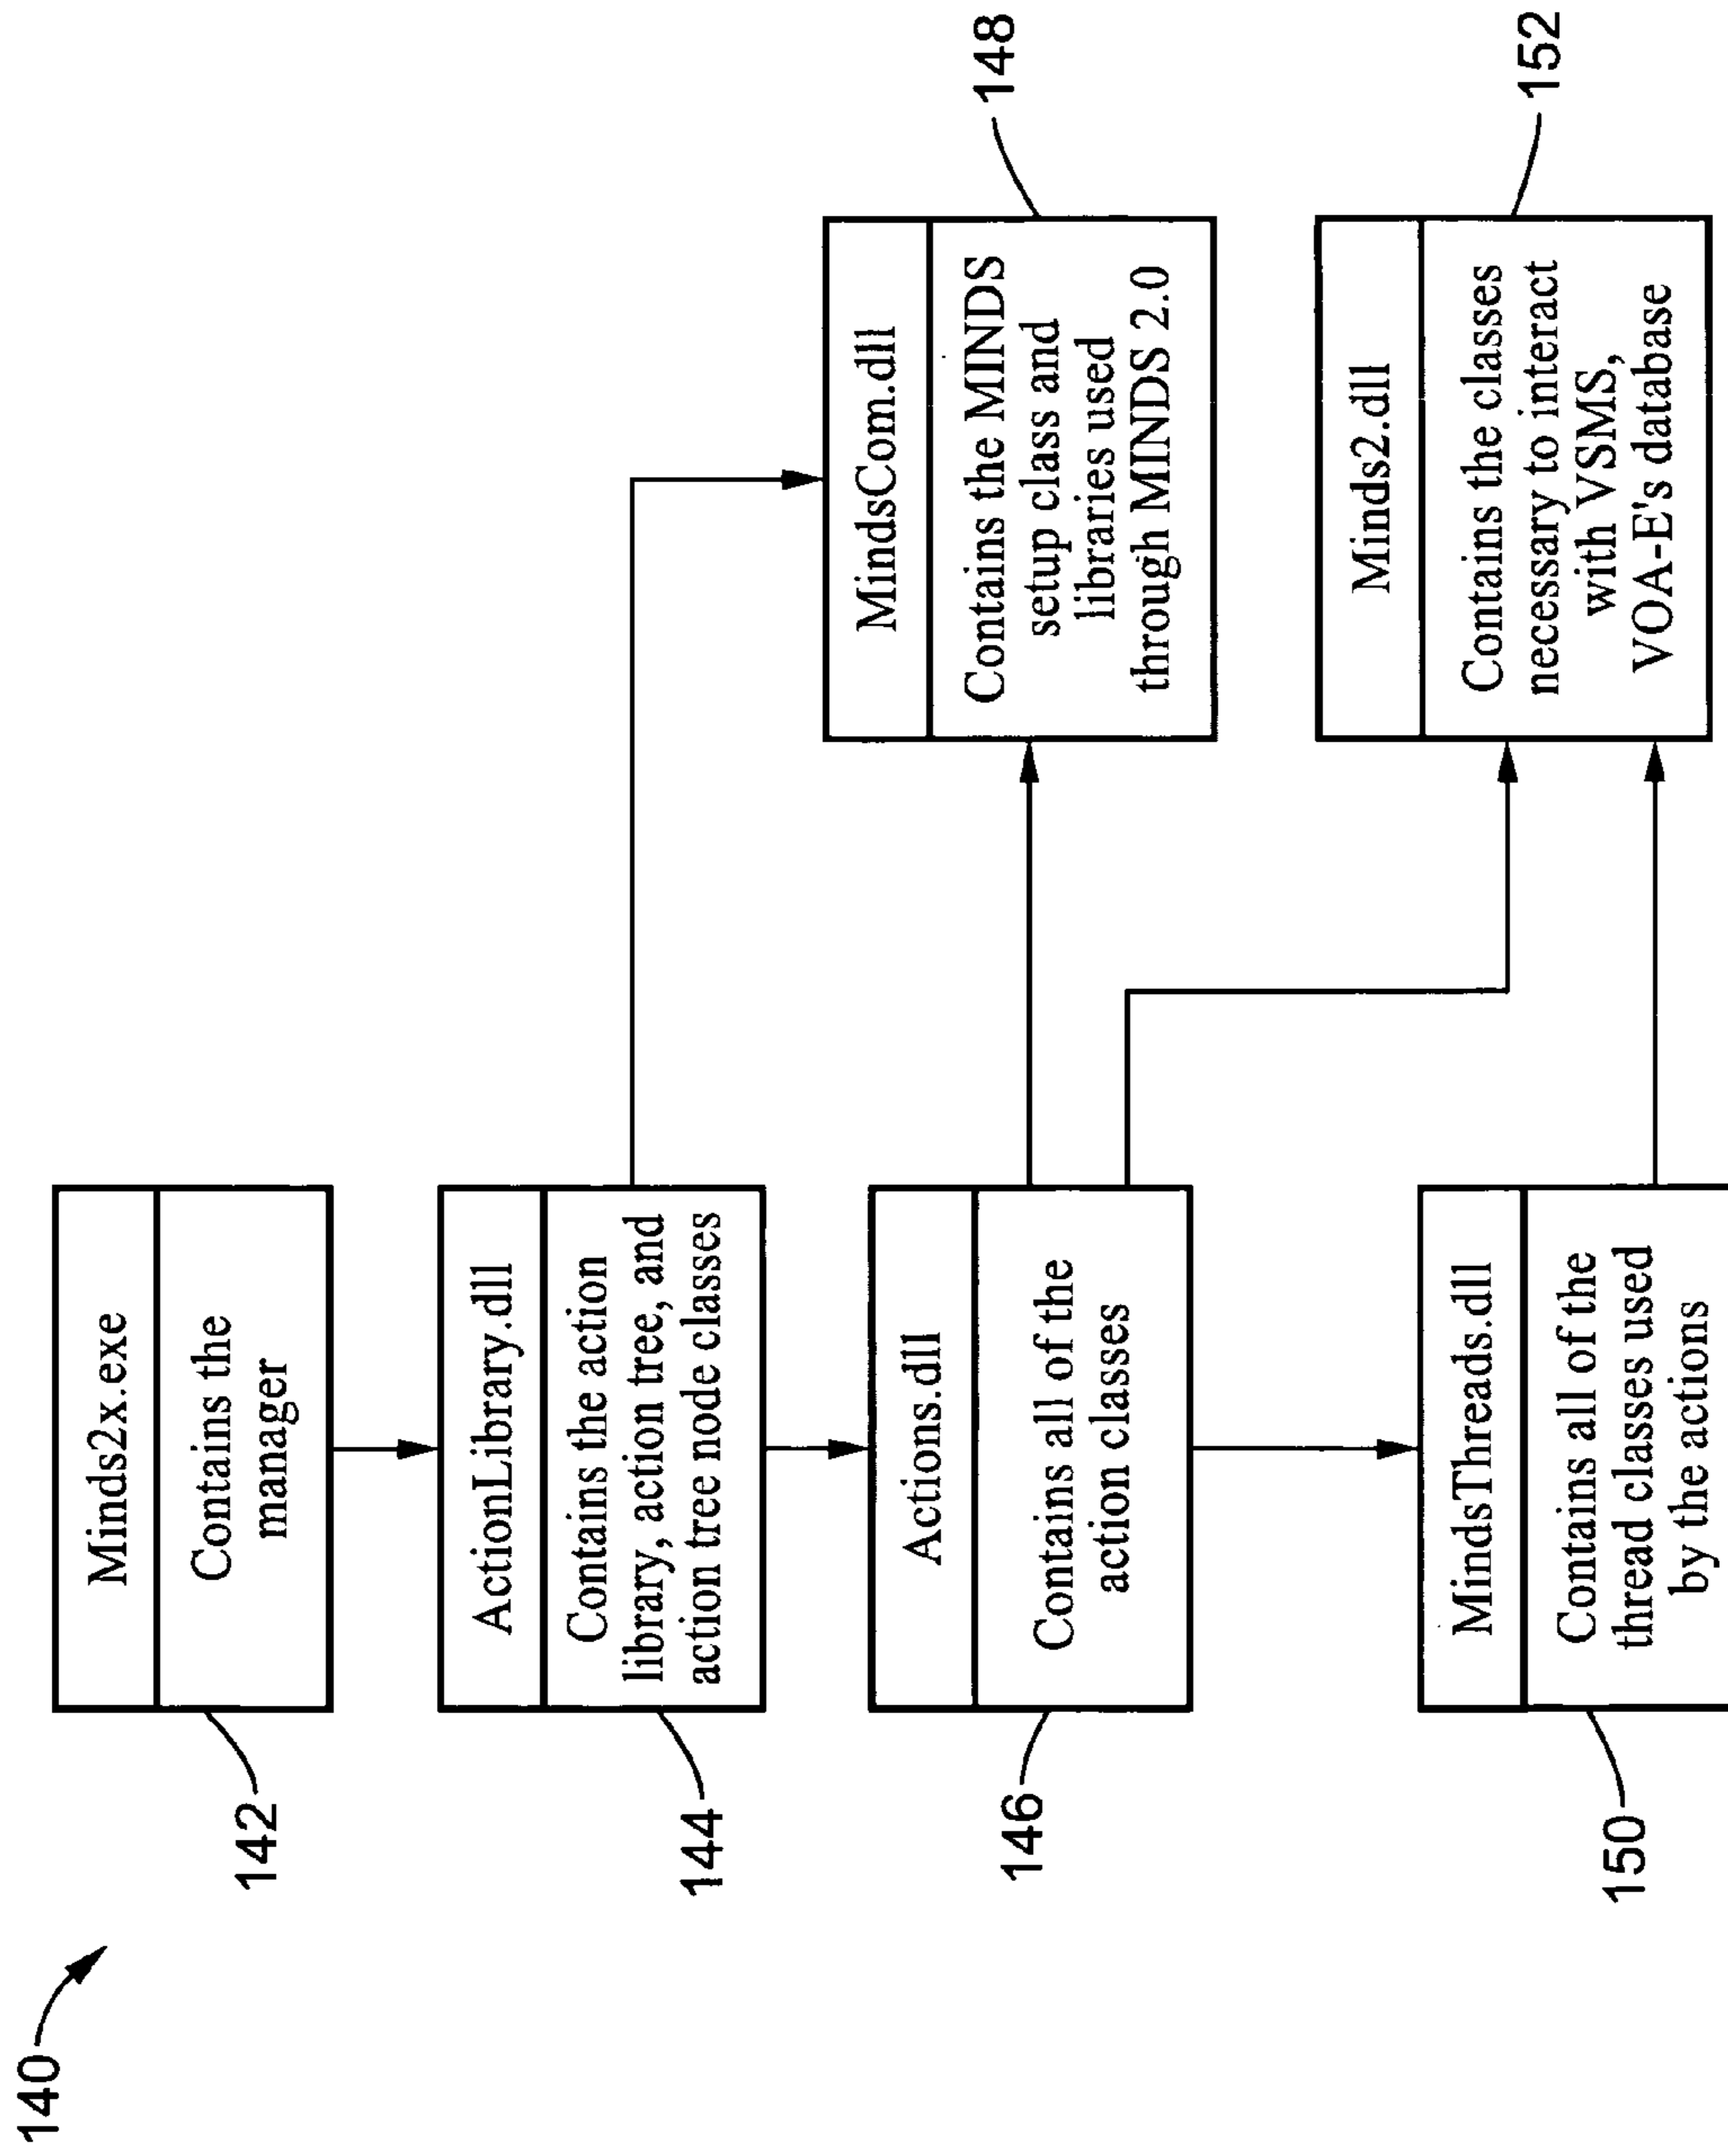 140
142
Minds2x.exe
Contains the
manager
144
ActionLibrary.dll
Contains the action
library, action tree, and
action tree node classes
146
Actions.dll
Contains all of the
action classes
150
MindsThreads.dll
Contains all of the
thread classes used
by the actions
148
MindsCom.dll
Contains the MINDS
setup class and
libraries used
through MINDS 2.0
152
Minds2.dll
Contains the classes
necessary to interact
with VSMS,
VOA-E's database